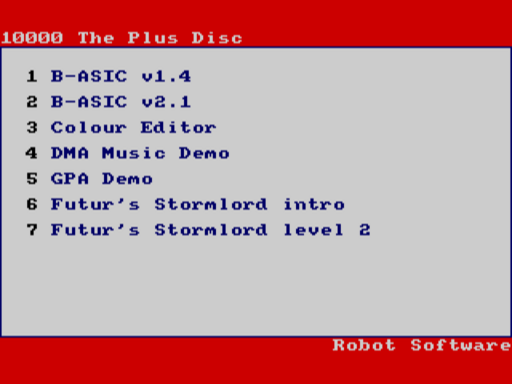 10000 The Plus Disc
1 B-ASIC v1.4
2 B-ASIC v2.1
3 Colour Editor
4 DMA Music Demo
5 GPA Demo
6 Futur's Stormlord intro
7 Futur's Stormlord level 2
Robot Software